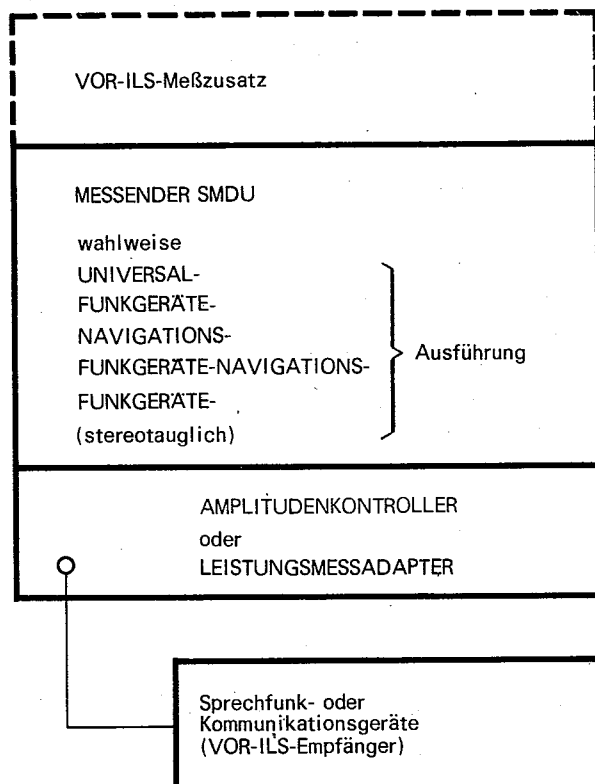 VOR-ILS-Meßzusatz
MESSENDER SMDU
wahlweise
UNIVERSAL-
FUNKGERÄTE-
NAVIGATIONS-
FUNKGERÄTE-NAVIGATIONS-
FUNKGERÄTE-
(stereotauglich)
Ausführung
AMPLITUDENKONTROLLER
oder
LEISTUNGSMESSADAPTER
Sprechfunk- oder
Kommunikationsgeräte
(VOR-ILS-Empfänger)